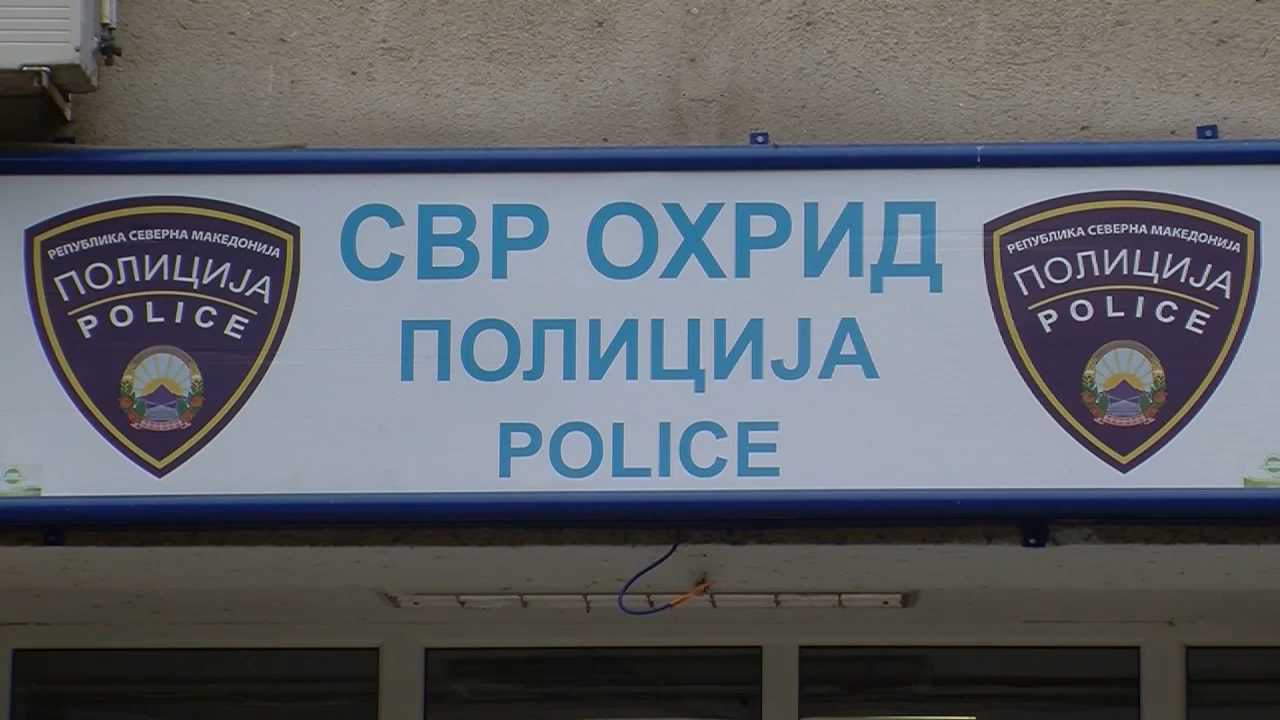 РЕПУБЛИКА СЕВЕРНА МАКЕДОНИЈА
ПОЛИЦИЈА
POLICE
СВР ОХРИД
ПОЛИЦИЈА
POLICE
РЕПУБЛИКА СЕВЕРНА МАКЕДОНИЈА
ПОЛИЦИЈА
POLICE